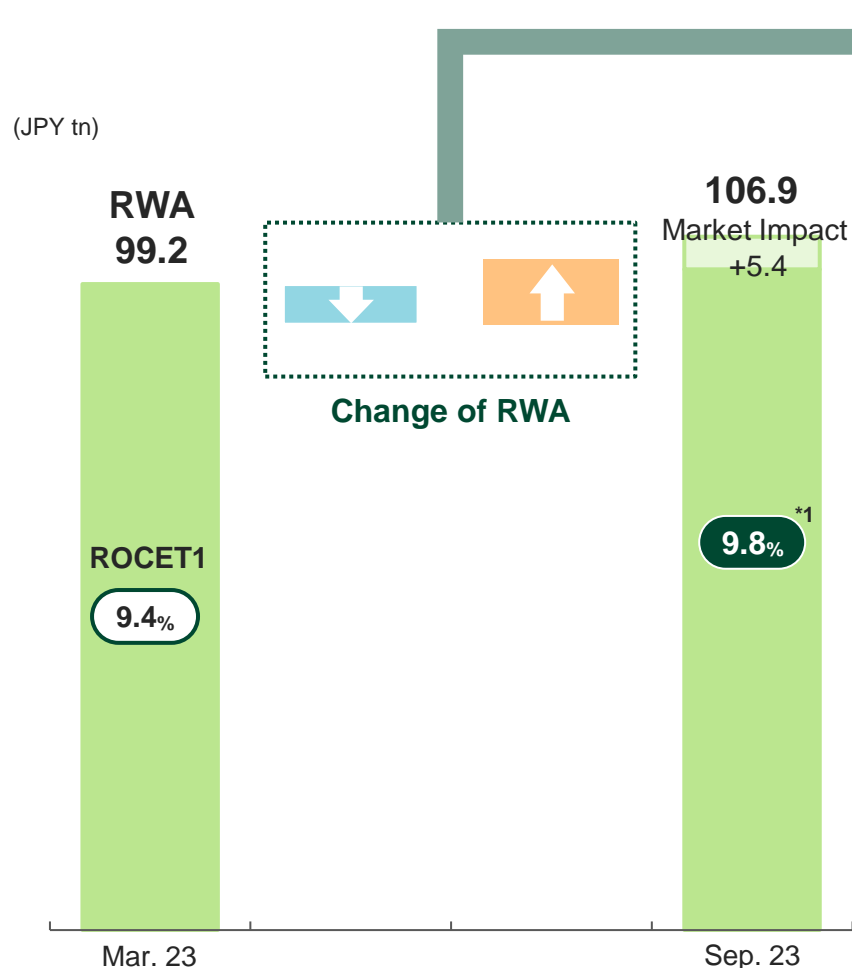 (JPY tn)
RWA
99.2
106.9
Market Impact
+5.4
Change of RWA
ROCET1
9.4%
9.8% *1
Mar. 23
Sep. 23